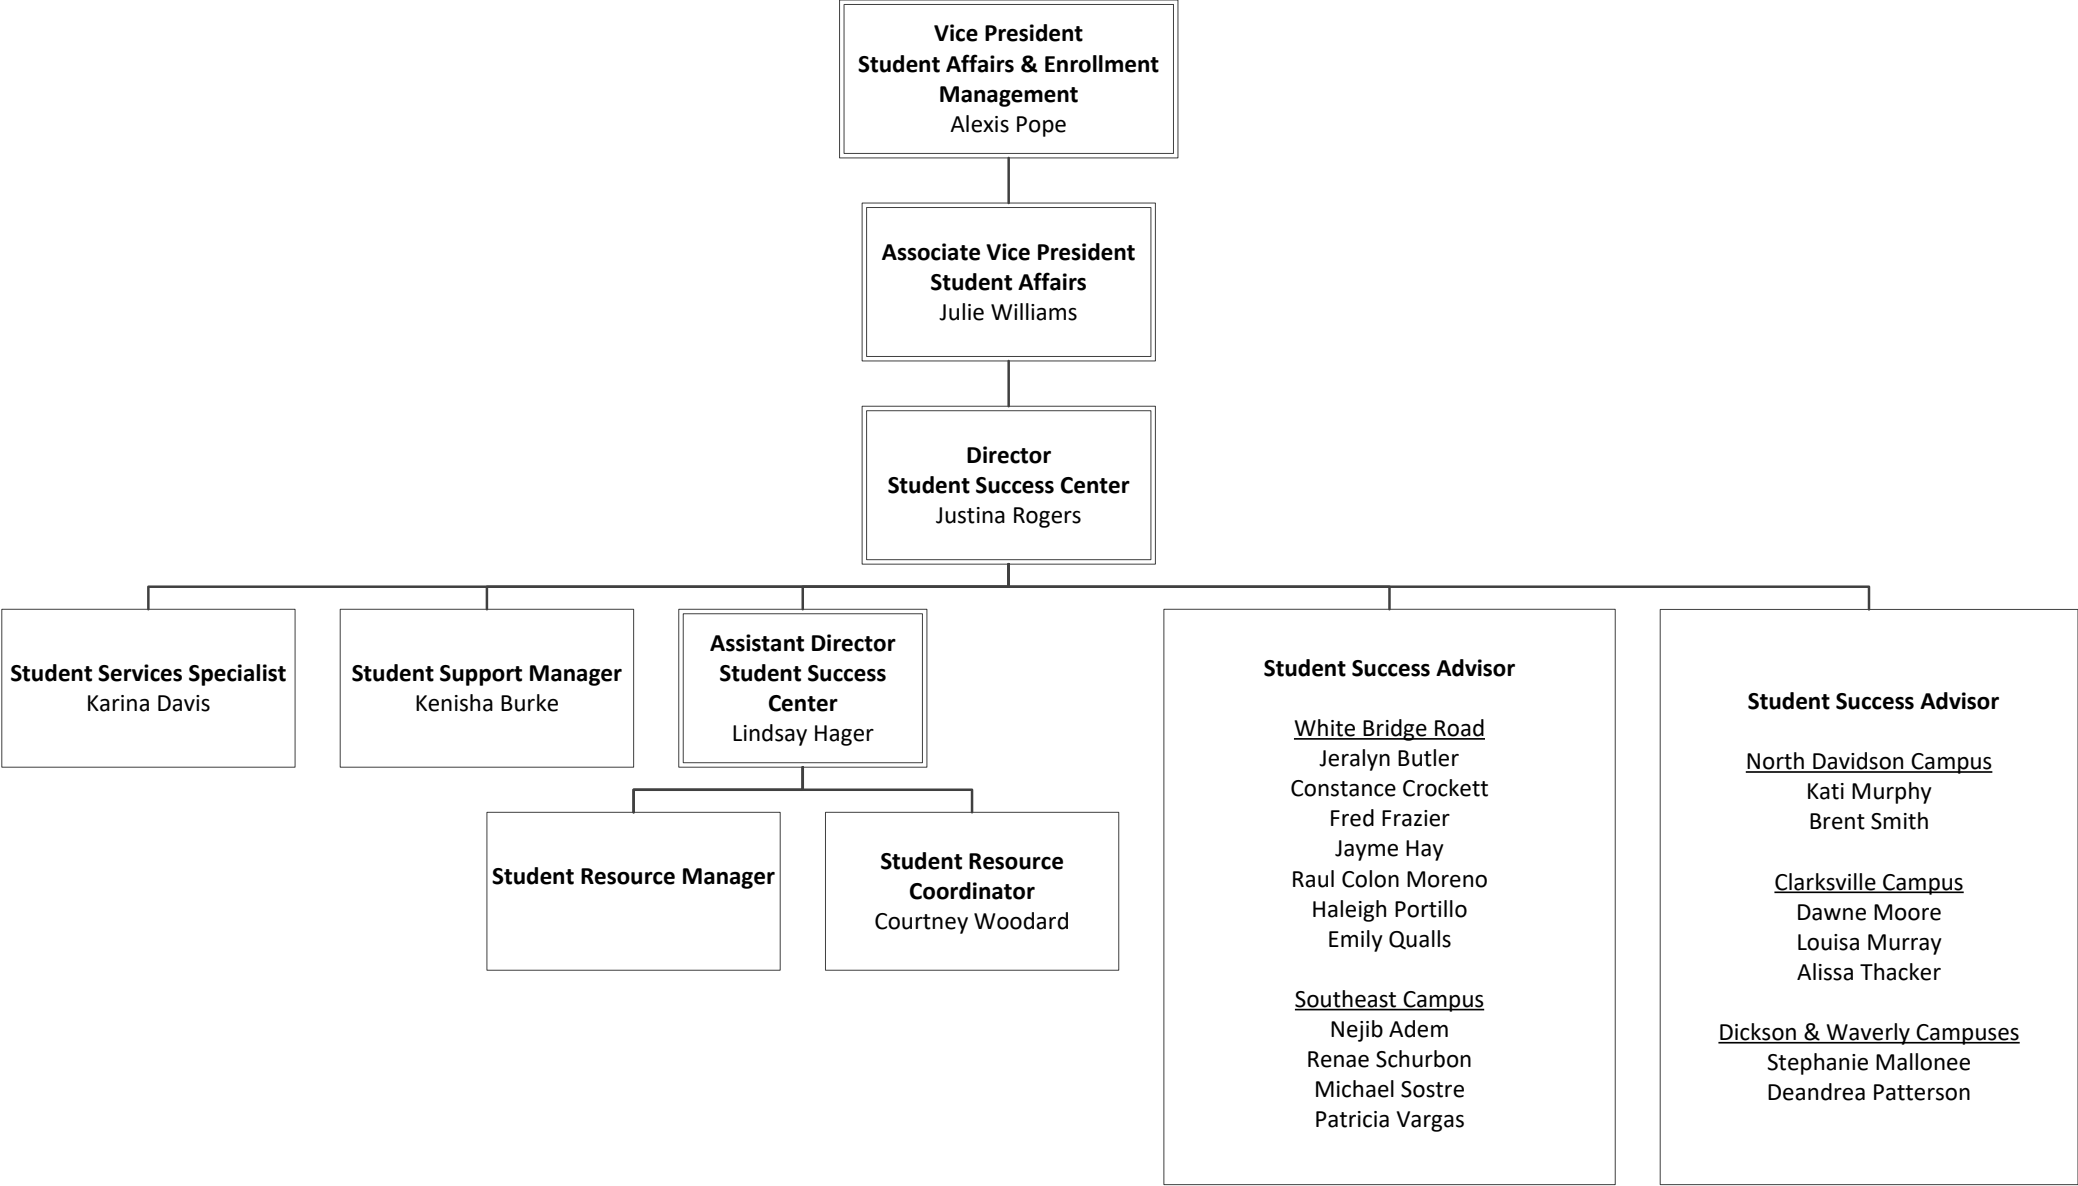 Vice President
Student Affairs & Enrollment
Management
Alexis Pope
Associate Vice President
Student Affairs
Julie Williams
Director
Student Success Center
Justina Rogers
Student Services Specialist
Karina Davis
Student Support Manager
Kenisha Burke
Assistant Director
Student Success
Center
Lindsay Hager
Student Resource Manager
Student Resource
Coordinator
Courtney Woodard
Student Success Advisor
White Bridge Road
Jeralyn Butler
Constance Crockett
Fred Frazier
Jayme Hay
Raul Colon Moreno
Haleigh Portillo
Emily Qualls
Southeast Campus
Nejib Adem
Renae Schurbon
Michael Sostre
Patricia Vargas
Student Success Advisor
North Davidson Campus
Kati Murphy
Brent Smith
Clarksville Campus
Dawne Moore
Louisa Murray
Alissa Thacker
Dickson & Waverly Campuses
Stephanie Mallonee
Deandrea Patterson